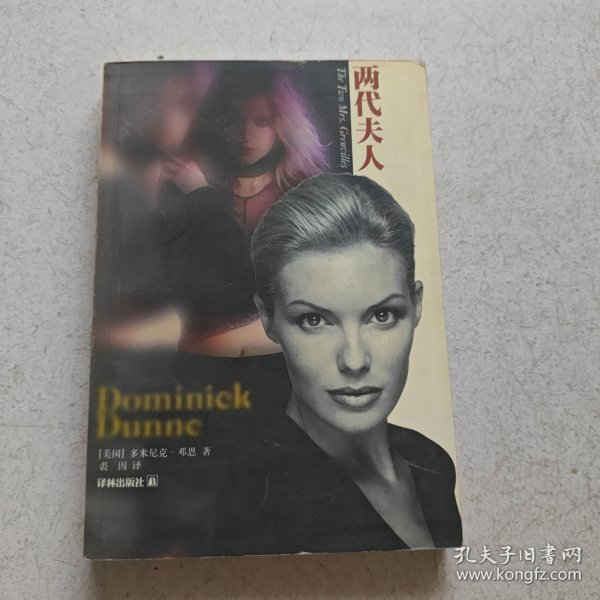 两代夫人
The Two Mrs. Grenvilles
Dominick
Dunne
[美国] 多米尼克·邓恩 著
裘因 译
译林出版社
孔夫子旧书网
www.kongfz.com